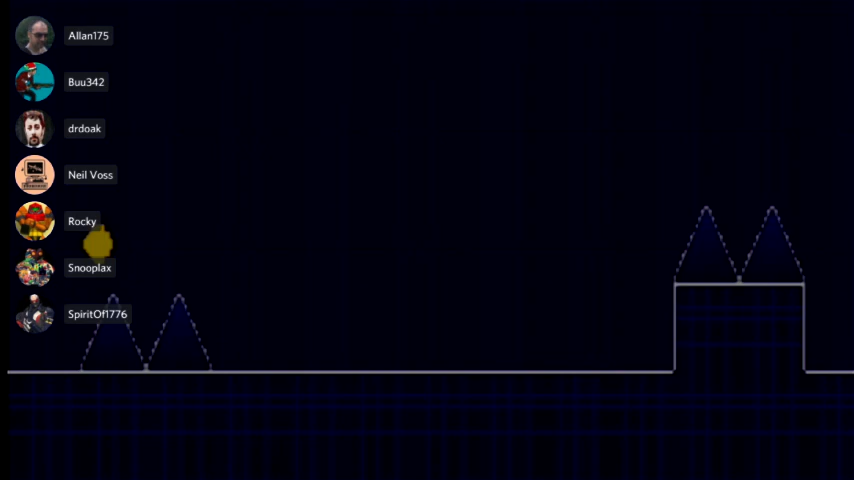 Allan175
Buu342
drdoak
Neil Voss
Rocky
Snooplax
SpiritOf1776